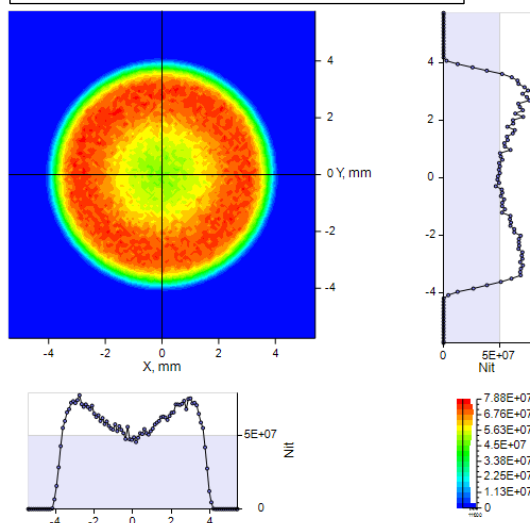 4
2
0 Y, mm
-2
-4
-4 -2 0 2 4
X, mm
4
2
0
-2
-4
0 5E+07
Nit
5E+07
0
Nit
-4 -2 0 2 4
7.88E+07
6.75E+07
5.63E+07
4.5E+07
3.38E+07
2.25E+07
1.13E+07
0